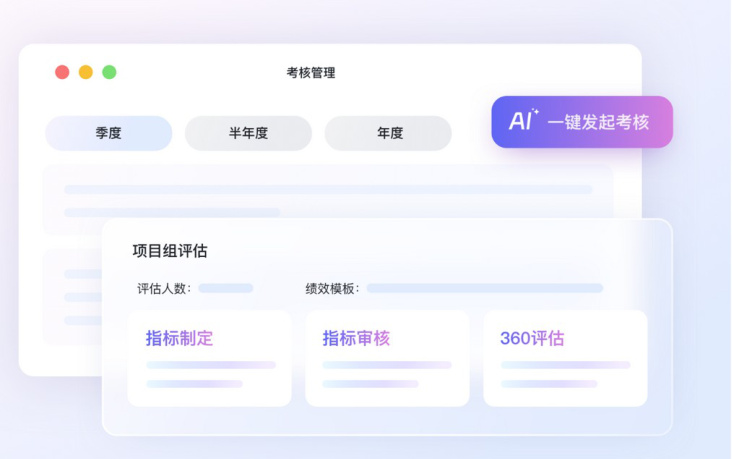 考核管理
季度
半年度
年度
AI 一键发起考核
项目组评估
评估人数：
绩效模板：
指标制定
指标审核
360评估